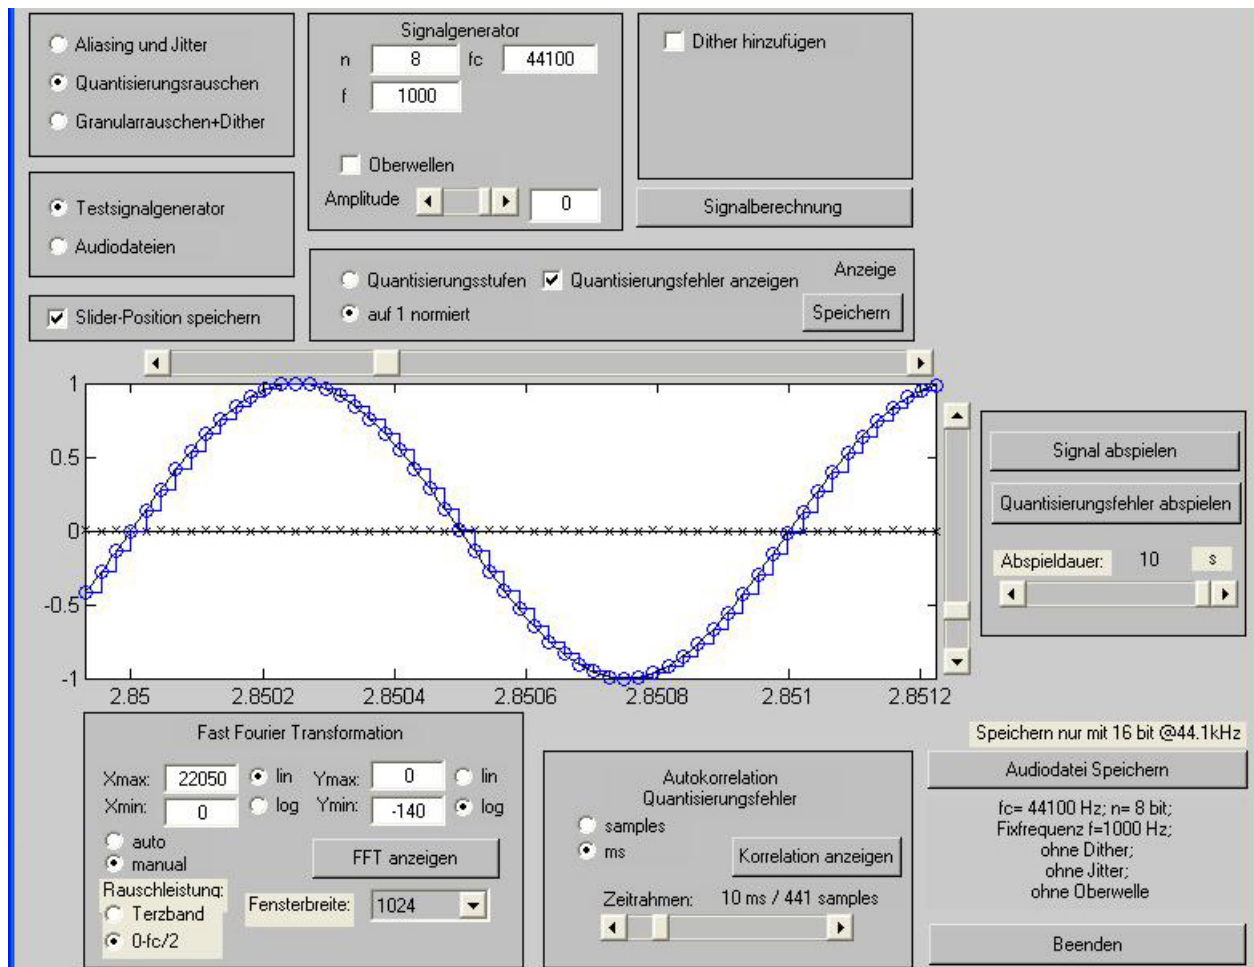 Aliasing und Jitter
Quantisierungsrauschen
Granularrauschen+Dither
Signalgenerator
n 8 fc 44100
f 1000
Oberwellen
Amplitude 0
Dither hinzufügen
Signalberechnung
Testsignalgenerator
Audiodateien
Quantisierungsstufen Quantisierungsfehler anzeigen Anzeige
auf 1 normiert Speichern
Slider-Position speichern
1
0.5
0
-0.5
-1
2.85 2.8502 2.8504 2.8506 2.8508 2.851 2.8512
Signal abspielen
Quantisierungsfehler abspielen
Abspieldauer: 10 s
Fast Fourier Transformation
Xmax: 22050 lin Ymax: 0 lin
Xmin: 0 log Ymin: -140 log
auto
manual
FFT anzeigen
Rauschleistung:
Terzband
0-fc/2
Fensterbreite: 1024
Autokorrelation
Quantisierungsfehler
samples
ms
Korrelation anzeigen
Zeitrahmen: 10 ms / 441 samples
Speichern nur mit 16 bit @44.1kHz
Audiodatei Speichern
fc= 44100 Hz; n= 8 bit;
Fixfrequenz f=1000 Hz;
ohne Dither;
ohne Jitter;
ohne Oberwelle
Beenden